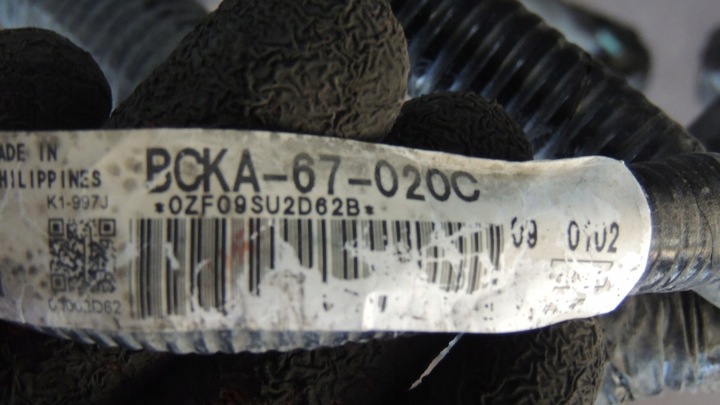 ADE IN
HILIPPINES
BCKA-67-020C
K1-997J
*0ZF09SU2D62B*
09 0102